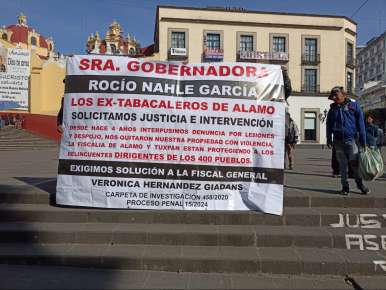 SRA. GOBERNADORA
ROCÍO NAHLE GARCÍA
LOS EX-TABACALEROS DE ALAMO
SOLICITAMOS JUSTICIA E INTERVENCIÓN
DESDE HACE 4 AÑOS INTERPUSIMOS DENUNCIA POR LESIONES
Y DESPOJO, NOS QUITARON NUESTRA PROPIEDAD CON VIOLENCIA,
LA FISCALIA DE ALAMO Y TUXPAN ESTAN PROTEGIENDO A LOS
DELINCUENTES DIRIGENTES DE LOS 400 PUEBLOS.
EXIGIMOS SOLUCIÓN A LA FISCAL GENERAL
VERONICA HERNANDEZ GIADANS
CARPETA DE INVESTIGACIÓN 458/2020
PROCESO PENAL 15/2024
JUS
ASE